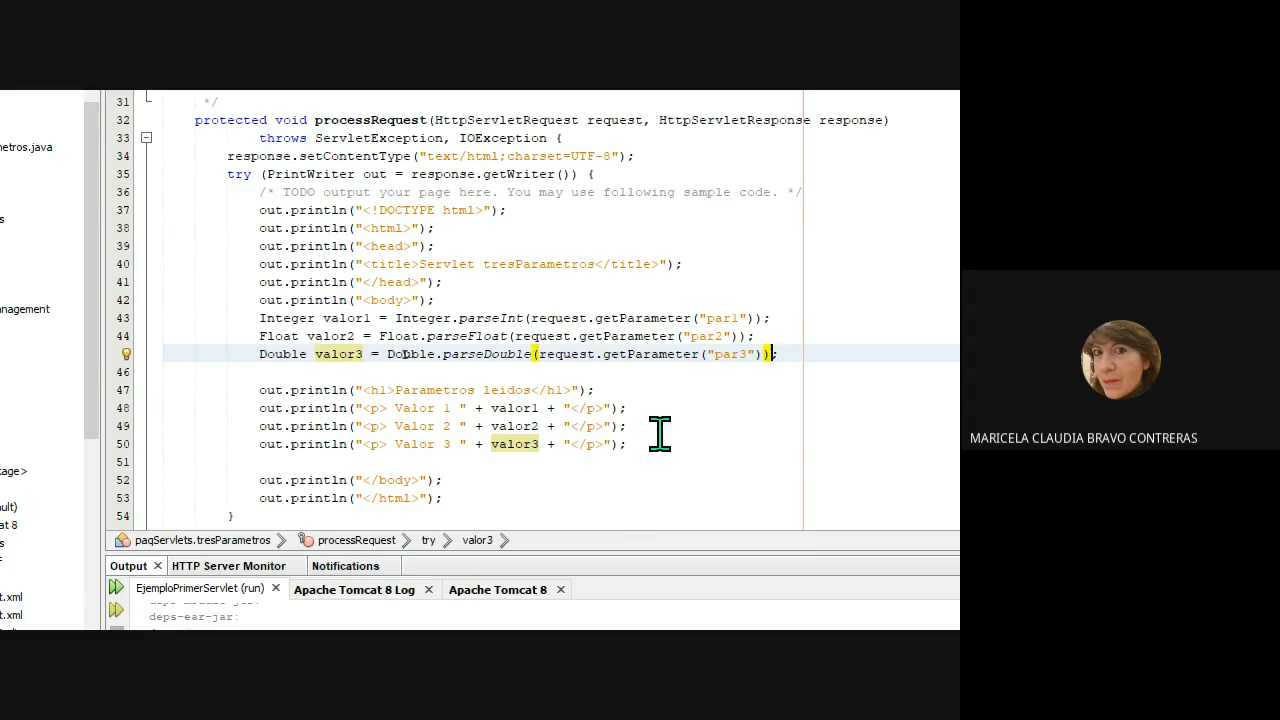 31 */
32 protected void processRequest(HttpServletRequest request, HttpServletResponse response)
33 throws ServletException, IOException {
34 response.setContentType("text/html;charset=UTF-8");
35 try (PrintWriter out = response.getWriter()) {
36 /* TODO output your page here. You may use following sample code. */
37 out.println("<!DOCTYPE html>");
38 out.println("<html>");
39 out.println("<head>");
40 out.println("<title>Servlet tresParametros</title>");
41 out.println("</head>");
42 out.println("<body>");
43 Integer valor1 = Integer.parseInt(request.getParameter("par1"));
44 Float valor2 = Float.parseFloat(request.getParameter("par2"));
Double valor3 = Double.parseDouble(request.getParameter("par3"));
46
47 out.println("<h1>Parametros leidos</h1>");
48 out.println("<p> Valor 1 " + valor1 + "</p>");
49 out.println("<p> Valor 2 " + valor2 + "</p>");
50 out.println("<p> Valor 3 " + valor3 + "</p>");
51
52 out.println("</body>");
53 out.println("</html>");
54 }
etros.java
s
anagement
age>
ult)
at 8
s
F
t.xml
t.xml
paqServlets.tresParametros processRequest try valor3
Output HTTP Server Monitor Notifications
EjemploPrimerServlet (run) Apache Tomcat 8 Log Apache Tomcat 8
deps-ear-jar:
MARICELA CLAUDIA BRAVO CONTRERAS